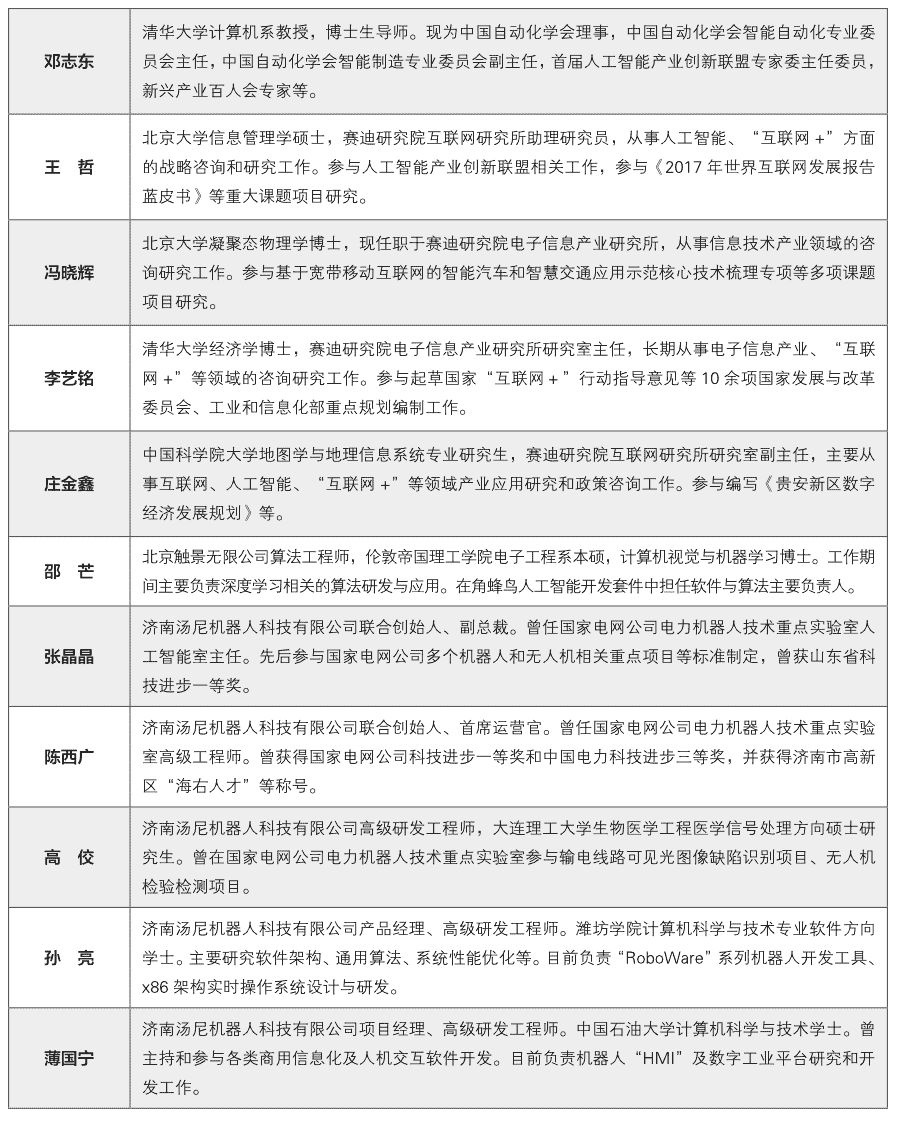 邓志东
清华大学计算机系教授，博士生导师。现为中国自动化学会理事，中国自动化学会智能自动化专业委
员会主任，中国自动化学会智能制造专业委员会副主任，首届人工智能产业创新联盟专家委主任委员，
新兴产业百人会专家等。
王　哲
北京大学信息管理学硕士，赛迪研究院互联网研究所助理研究员，从事人工智能、“互联网+”方面
的战略咨询和研究工作。参与人工智能产业创新联盟相关工作，参与《2017 年世界互联网发展报告
蓝皮书》等重大课题项目研究。
冯晓辉
北京大学凝聚态物理学博士，现任职于赛迪研究院电子信息产业研究所，从事信息技术产业领域的咨
询研究工作。参与基于宽带移动互联网的智能汽车和智慧交通应用示范核心技术梳理专项等多项课题
项目研究。
李艺铭
清华大学经济学博士，赛迪研究院电子信息产业研究所研究室主任，长期从事电子信息产业、“互联
网+”等领域的咨询研究工作。参与起草国家“互联网+”行动指导意见等 10 余项国家发展与改革
委员会、工业和信息化部重点规划编制工作。
庄金鑫
中国科学院大学地图学与地理信息系统专业研究生，赛迪研究院互联网研究所研究室副主任，主要从
事互联网、人工智能、“互联网+”等领域产业应用研究和政策咨询工作。参与编写《贵安新区数字
经济发展规划》等。
邵　芒
北京触景无限公司算法工程师，伦敦帝国理工学院电子工程系本硕，计算机视觉与机器学习博士。工作期
间主要负责深度学习相关的算法研发与应用。在角蜂鸟人工智能开发套件中担任软件与算法主要负责人。
张晶晶
济南汤尼机器人科技有限公司联合创始人、副总裁。曾任国家电网公司电力机器人技术重点实验室人
工智能室主任。先后参与国家电网公司多个机器人和无人机相关重点项目等标准制定，曾获山东省科
技进步一等奖。
陈西广
济南汤尼机器人科技有限公司联合创始人、首席运营官。曾任国家电网公司电力机器人技术重点实验
室高级工程师。曾获得国家电网公司科技进步一等奖和中国电力科技进步三等奖，并获得济南市高新
区“海右人才”等称号。
高　佼
济南汤尼机器人科技有限公司高级研发工程师，大连理工大学生物医学工程医学信号处理方向硕士研
究生。曾在国家电网公司电力机器人技术重点实验室参与输电线路可见光图像缺陷识别项目、无人机
检验检测项目。
孙　亮
济南汤尼机器人科技有限公司产品经理、高级研发工程师。潍坊学院计算机科学与技术专业软件方向
学士。主要研究软件架构、通用算法、系统性能优化等。目前负责“RoboWare”系列机器人开发工具、
x86 架构实时操作系统设计与研发。
薄国宁
济南汤尼机器人科技有限公司项目经理、高级研发工程师。中国石油大学计算机科学与技术学士。曾
主持和参与各类商用信息化及人机交互软件开发。目前负责机器人“HMI”及数字工业平台研究和开
发工作。